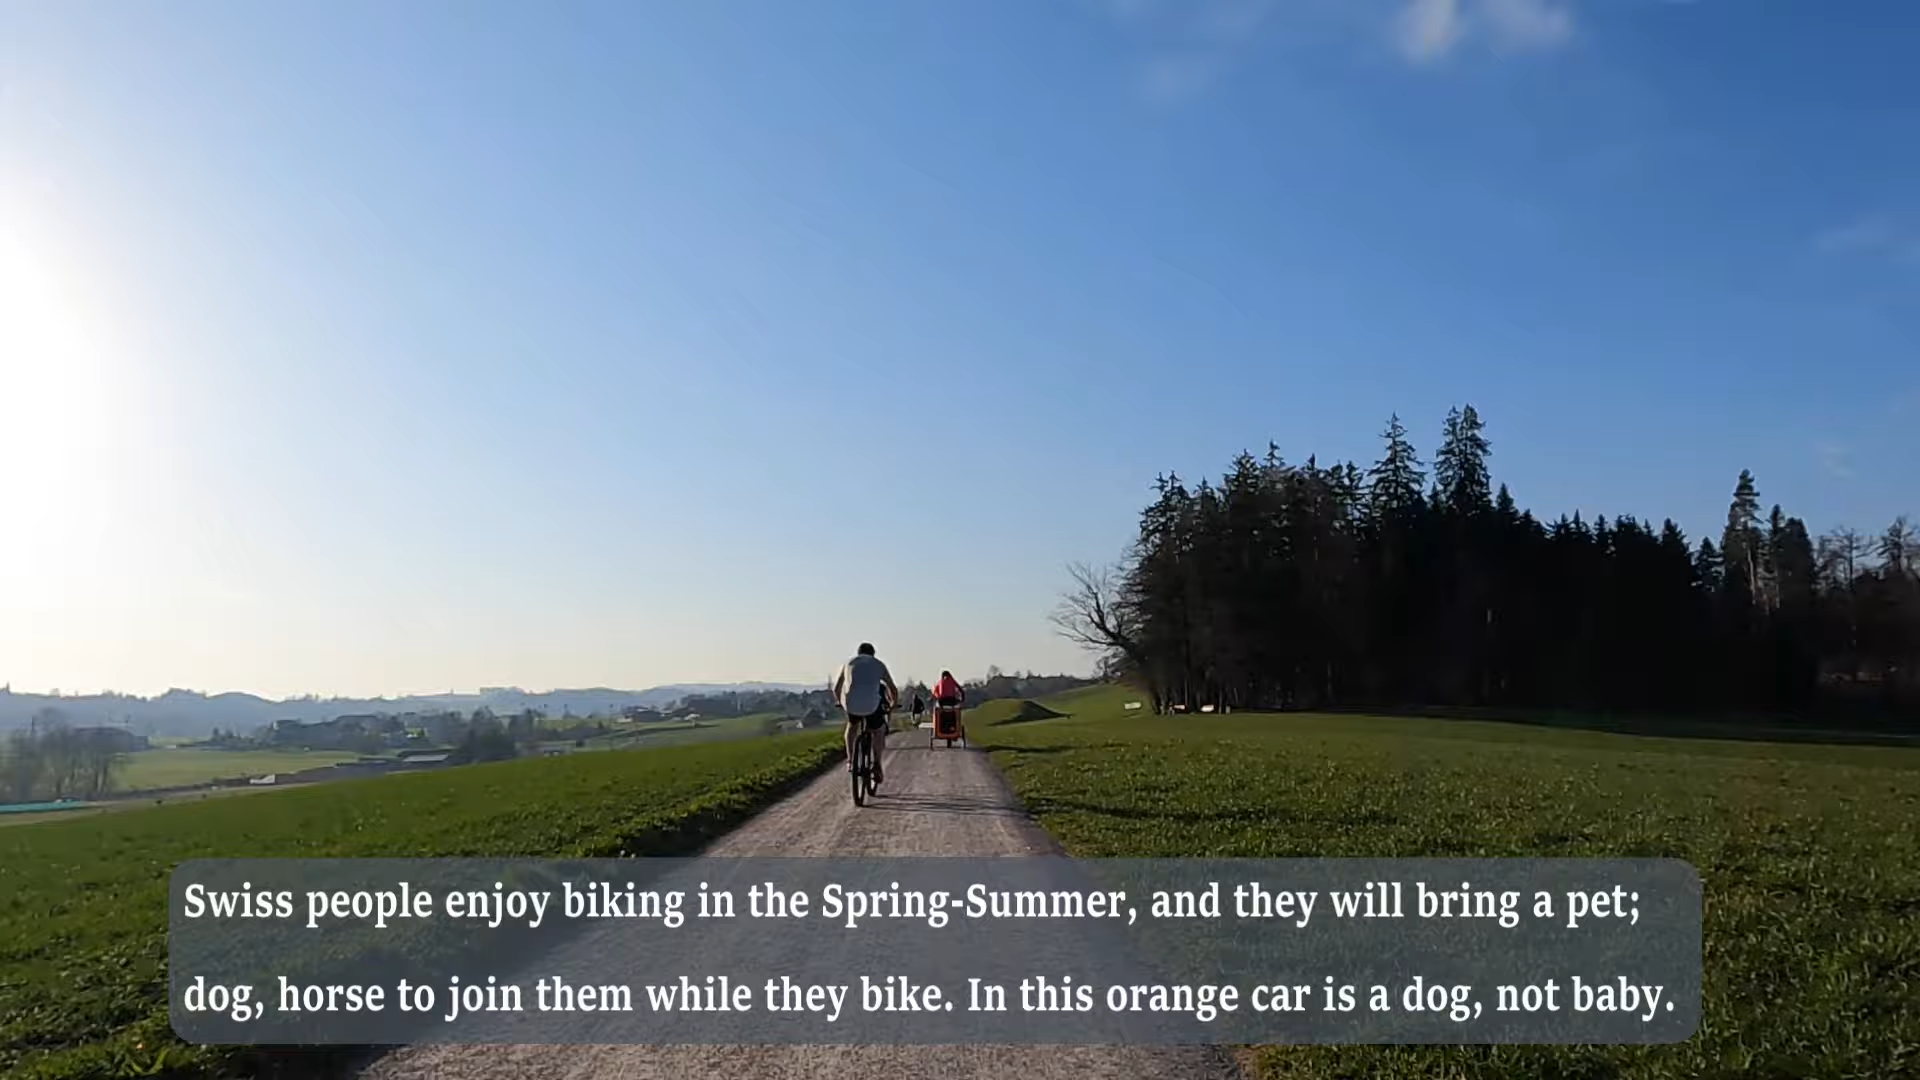 Swiss people enjoy biking in the Spring-Summer, and they will bring a pet;
dog, horse to join them while they bike. In this orange car is a dog, not baby.